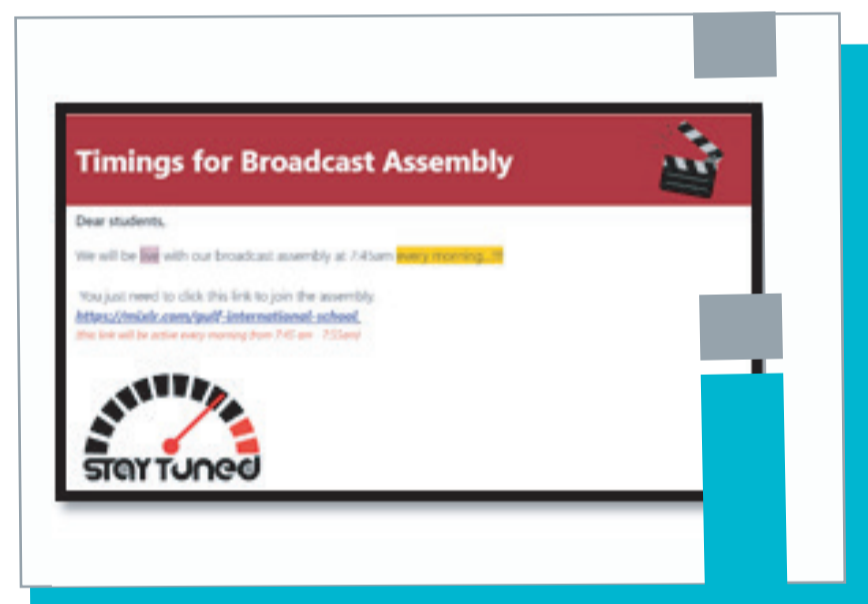 Timings for Broadcast Assembly
Dear students,
We will be live with our broadcast assembly at 7:45am every morning...!!!
You just need to click this link to join the assembly.
https://mixlr.com/gulf-international-school
(this link will be active every morning from 7:45 am - 7:55am)
STAY TUNED